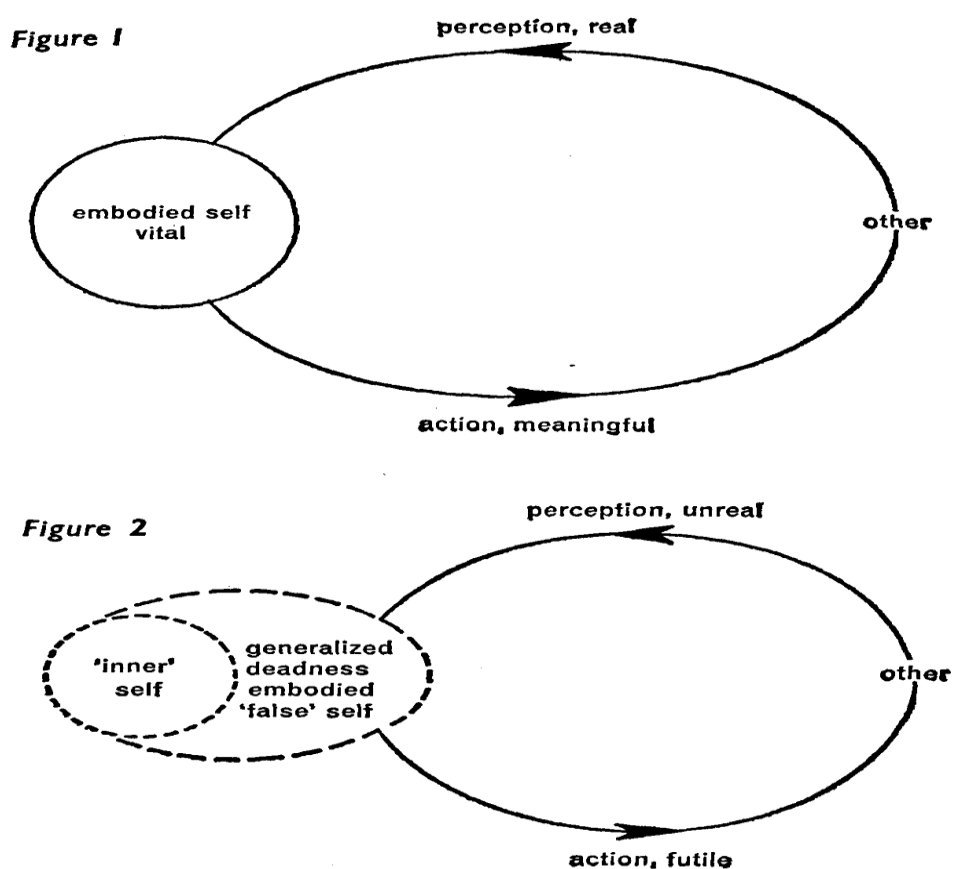 Figure 1
perception, real
embodied self
vital
other
action, meaningful
Figure 2
perception, unreal
'inner'
self
generalized
deadness
embodied
'false' self
other
action, futile